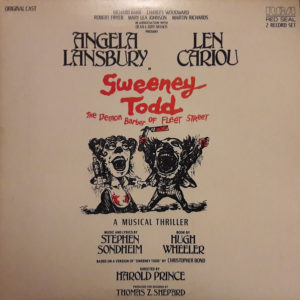 ORIGINAL CAST
RICHARD BARR CHARLES WOODWARD
ROBERT FRYER MARY LEA JOHNSON MARTIN RICHARDS
IN ASSOCIATION WITH
DEAN & JUDY MANOS
PRESENT
RCA
RED SEAL
2 RECORD SET
ANGELA LEN
LANSBURY CARIOU
IN
Sweeney
Todd
The Demon Barber of Fleet Street
A MUSICAL THRILLER
MUSIC AND LYRICS BY BOOK BY
STEPHEN HUGH
SONDHEIM WHEELER
BASED ON A VERSION OF "SWEENEY TODD" BY CHRISTOPHER BOND
DIRECTED BY
HAROLD PRINCE
PRODUCED FOR RECORDS BY
THOMAS Z. SHEPARD